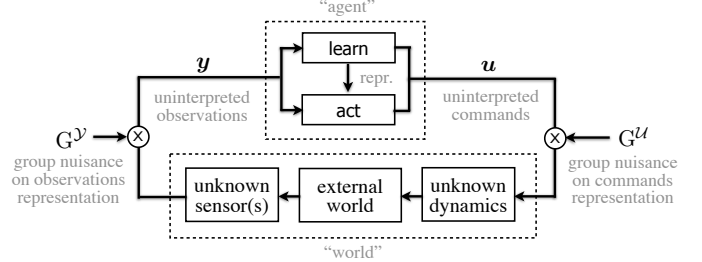 “agent”
learn
y
u
repr.
act
uninterpreted
observations
uninterpreted
commands
G^𝒴
×
×
G^𝒰
group nuisance
on observations
representation
group nuisance
on commands
representation
unknown
sensor(s)
external
world
unknown
dynamics
“world”